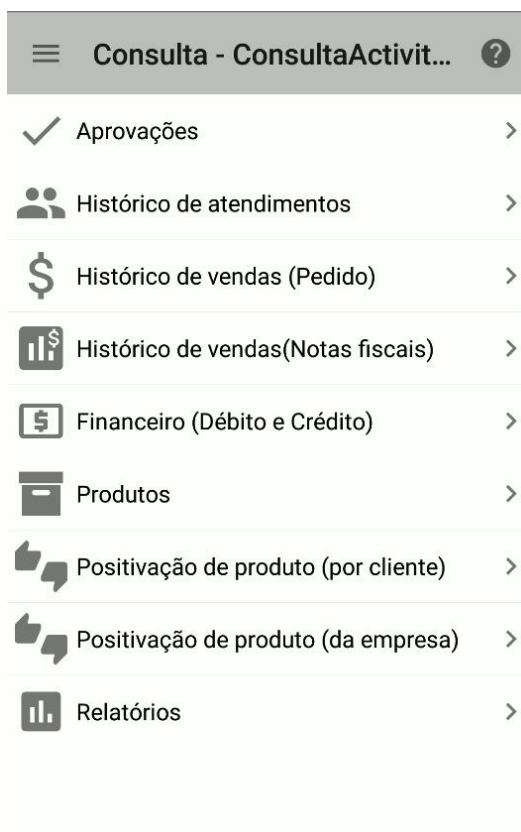 Consulta - ConsultaActivit...
Aprovações
Histórico de atendimentos
Histórico de vendas (Pedido)
Histórico de vendas(Notas fiscais)
Financeiro (Débito e Crédito)
Produtos
Positivação de produto (por cliente)
Positivação de produto (da empresa)
Relatórios